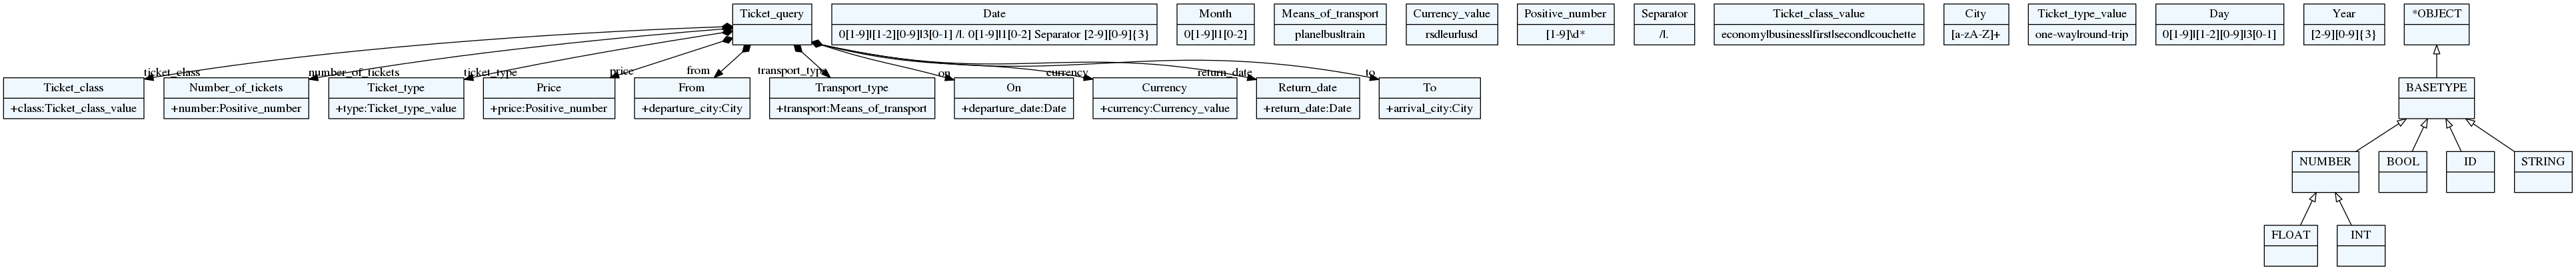 Ticket_query
Date
0[1-9]|[1-2][0-9]|3[0-1] /|. 0[1-9]|1[0-2] Separator [2-9][0-9]{3}
Month
0[1-9]|1[0-2]
Means_of_transport
plane|bus|train
Currency_value
rsd|eur|usd
Positive_number
[1-9]\d*
Separator
/|.
Ticket_class_value
economy|business|first|second|couchette
City
[a-zA-Z]+
Ticket_type_value
one-way|round-trip
Day
0[1-9]|[1-2][0-9]|3[0-1]
Year
[2-9][0-9]{3}
*OBJECT
ticket_class
number_of_tickets
ticket_type
price
from
transport_type
on
currency
return_date
to
Ticket_class
+class:Ticket_class_value
Number_of_tickets
+number:Positive_number
Ticket_type
+type:Ticket_type_value
Price
+price:Positive_number
From
+departure_city:City
Transport_type
+transport:Means_of_transport
On
+departure_date:Date
Currency
+currency:Currency_value
Return_date
+return_date:Date
To
+arrival_city:City
BASETYPE
NUMBER
BOOL
ID
STRING
FLOAT
INT